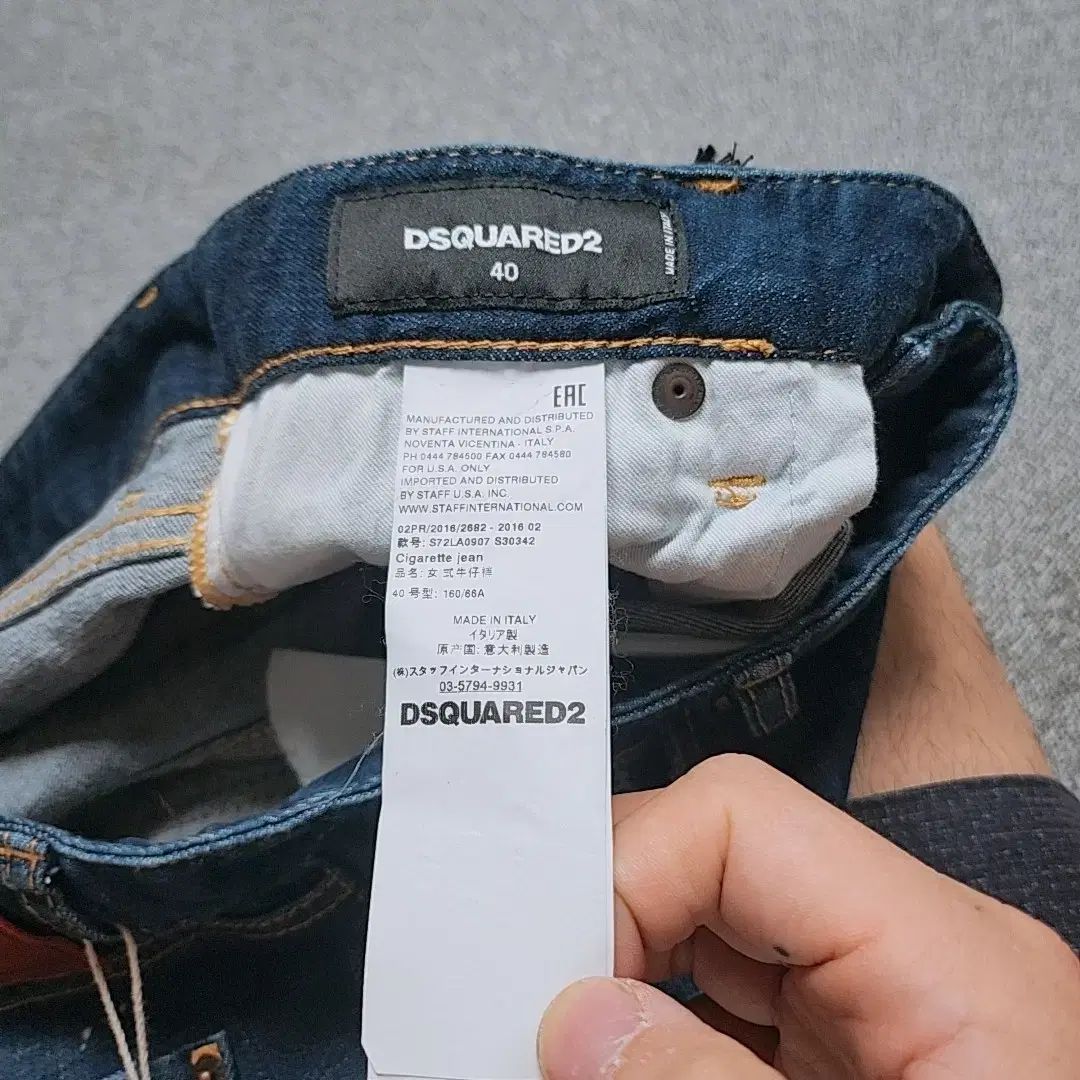 DSQUARED2
40
MADE IN ITALY
EAC
MANUFACTURED AND DISTRIBUTED
BY STAFF INTERNATIONAL S.P.A.
NOVENTA VICENTINA - ITALY
PH 0444 784500 FAX 0444 784580
FOR U.S.A. ONLY
IMPORTED AND DISTRIBUTED
BY STAFF U.S.A. INC.
WWW.STAFFINTERNATIONAL.COM
02PR/2016/2682 - 2016 02
款号: S72LA0907 S30342
Cigarette jean
品名: 女式牛仔裤
40 号型: 160/66A
MADE IN ITALY
イタリア製
原产国: 意大利製造
(株)スタッフインターナショナルジャパン
03-5794-9931
DSQUARED2